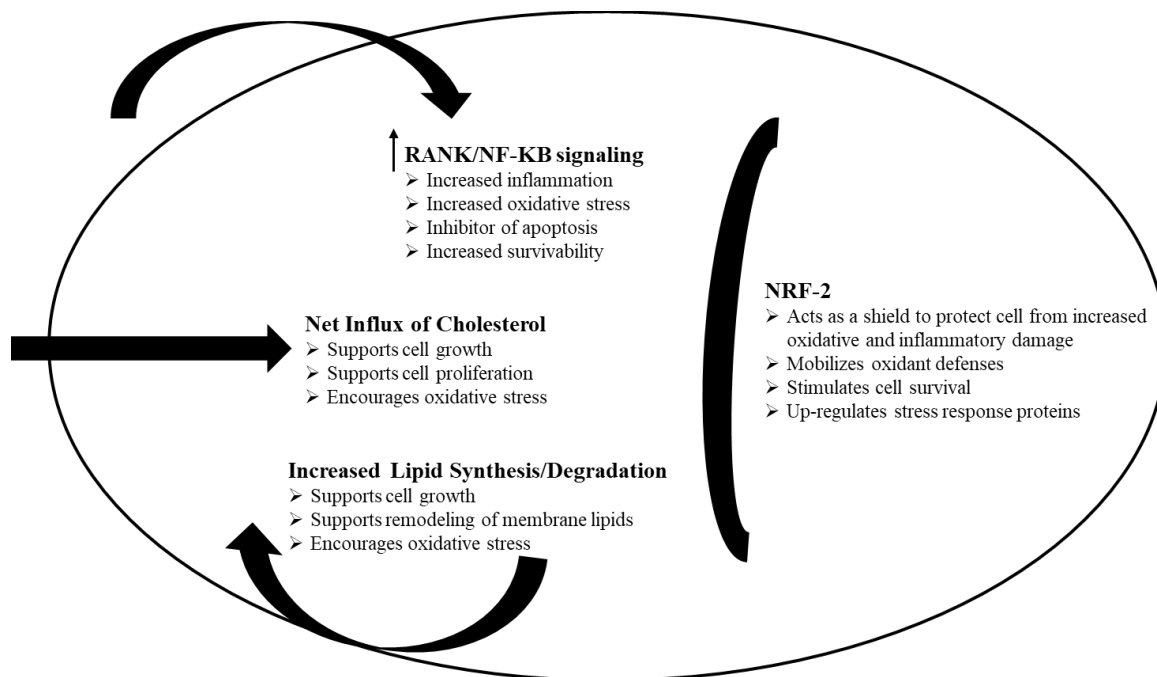 RANK/NF-KB signaling
➢ Increased inflammation
➢ Increased oxidative stress
➢ Inhibitor of apoptosis
➢ Increased survivability
Net Influx of Cholesterol
➢ Supports cell growth
➢ Supports cell proliferation
➢ Encourages oxidative stress
Increased Lipid Synthesis/Degradation
➢ Supports cell growth
➢ Supports remodeling of membrane lipids
➢ Encourages oxidative stress
NRF-2
➢ Acts as a shield to protect cell from increased
oxidative and inflammatory damage
➢ Mobilizes oxidant defenses
➢ Stimulates cell survival
➢ Up-regulates stress response proteins